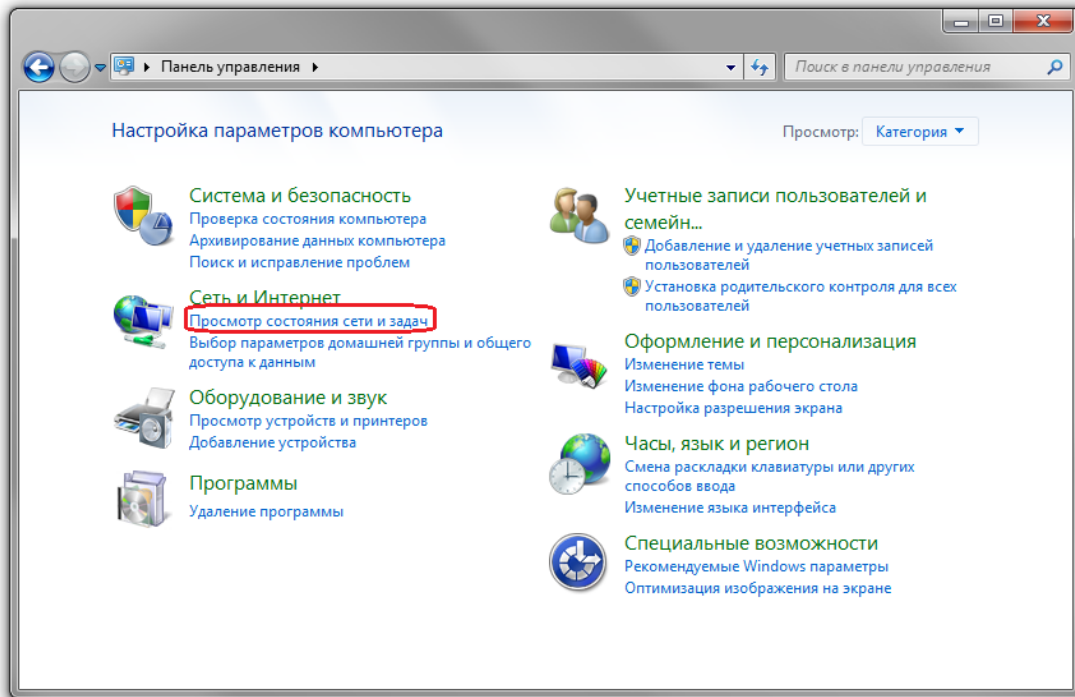 Панель управления
Поиск в панели управления
Настройка параметров компьютера
Просмотр: Категория
Система и безопасность
Проверка состояния компьютера
Архивирование данных компьютера
Поиск и исправление проблем
Сеть и Интернет
Просмотр состояния сети и задач
Выбор параметров домашней группы и общего
доступа к данным
Оборудование и звук
Просмотр устройств и принтеров
Добавление устройства
Программы
Удаление программы
Учетные записи пользователей и
семейн...
Добавление и удаление учетных записей
пользователей
Установка родительского контроля для всех
пользователей
Оформление и персонализация
Изменение темы
Изменение фона рабочего стола
Настройка разрешения экрана
Часы, язык и регион
Смена раскладки клавиатуры или других
способов ввода
Изменение языка интерфейса
Специальные возможности
Рекомендуемые Windows параметры
Оптимизация изображения на экране